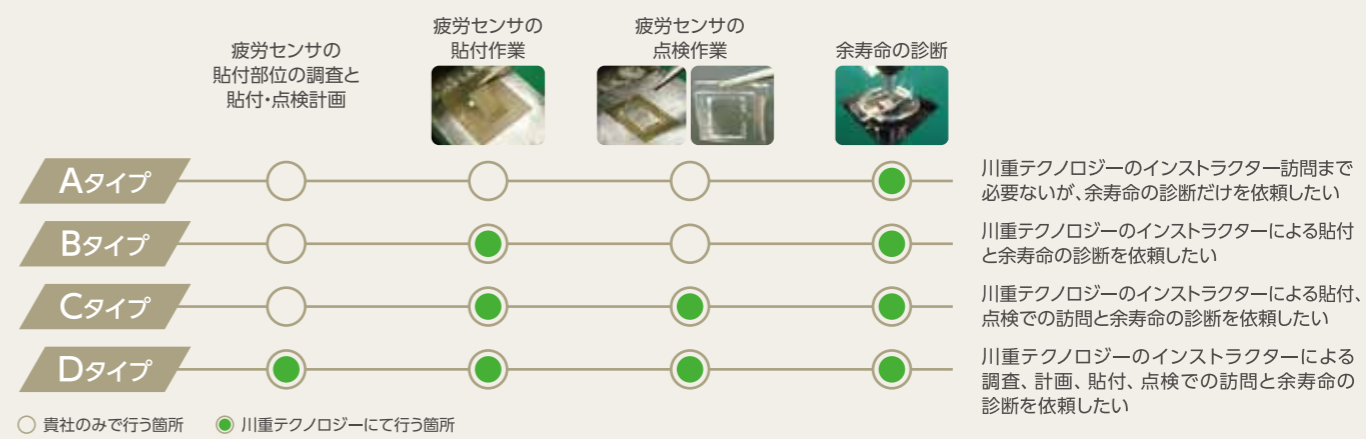 疲労センサの
貼付部位の調査と
貼付・点検計画
疲労センサの
貼付作業
疲労センサの
点検作業
余寿命の診断
Aタイプ
川重テクノロジーのインストラクター訪問まで
必要ないが、余寿命の診断だけを依頼したい
Bタイプ
川重テクノロジーのインストラクターによる貼付
と余寿命の診断を依頼したい
Cタイプ
川重テクノロジーのインストラクターによる貼付、
点検での訪問と余寿命の診断を依頼したい
Dタイプ
川重テクノロジーのインストラクターによる
調査、計画、貼付、点検での訪問と余寿命の
診断を依頼したい
貴社のみで行う箇所
川重テクノロジーにて行う箇所